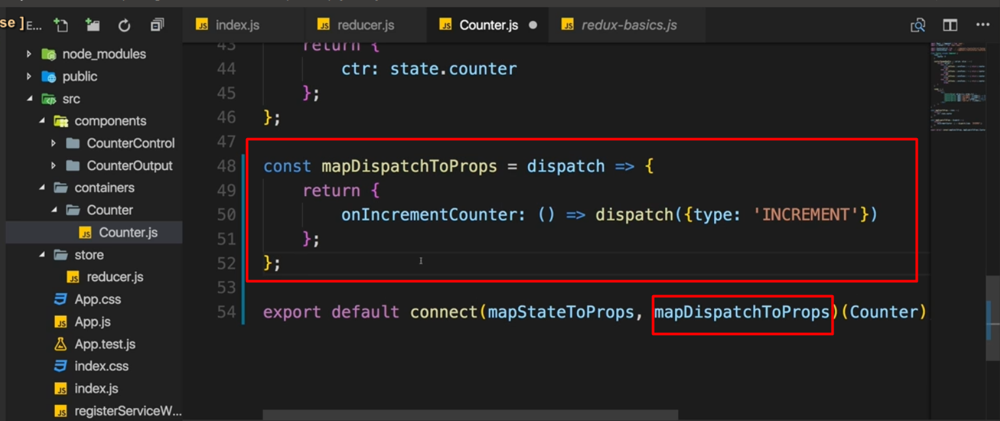 se ]E...
index.js
reducer.js
Counter.js
redux-basics.js
node_modules
public
src
components
CounterControl
CounterOutput
containers
Counter
Counter.js
store
reducer.js
App.css
App.js
App.test.js
index.css
index.js
registerServiceW...
43 return {
44 ctr: state.counter
45 };
46 };
47
48 const mapDispatchToProps = dispatch => {
49 return {
50 onIncrementCounter: () => dispatch({type: 'INCREMENT'})
51 };
52 };
53
54 export default connect(mapStateToProps, mapDispatchToProps)(Counter)